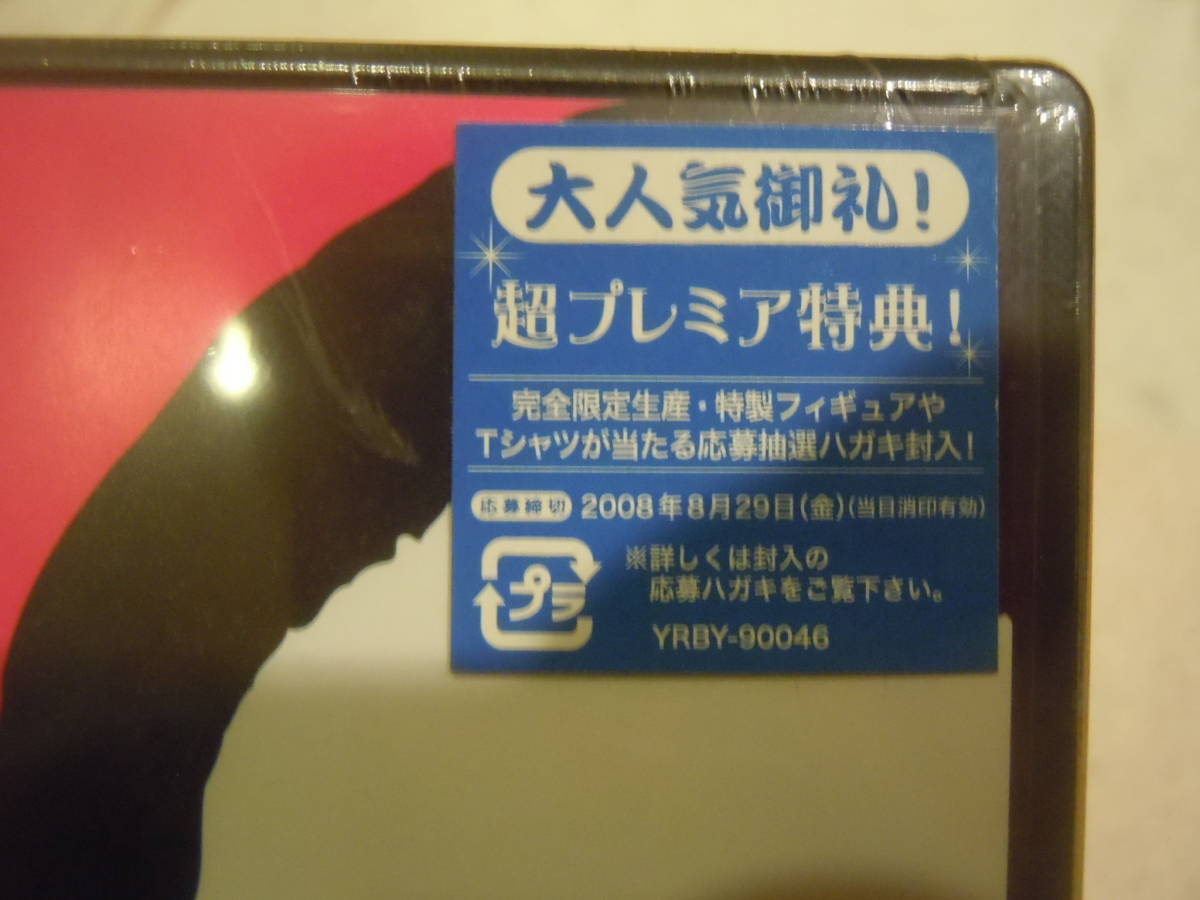 大人気御礼!
超プレミア特典!
完全限定生産・特製フィギュアや
Tシャツが当たる応募抽選ハガキ封入!
応募締切 2008年8月29日(金)(当日消印有効)
プラ
※詳しくは封入の
応募ハガキをご覧下さい。
YRBY-90046